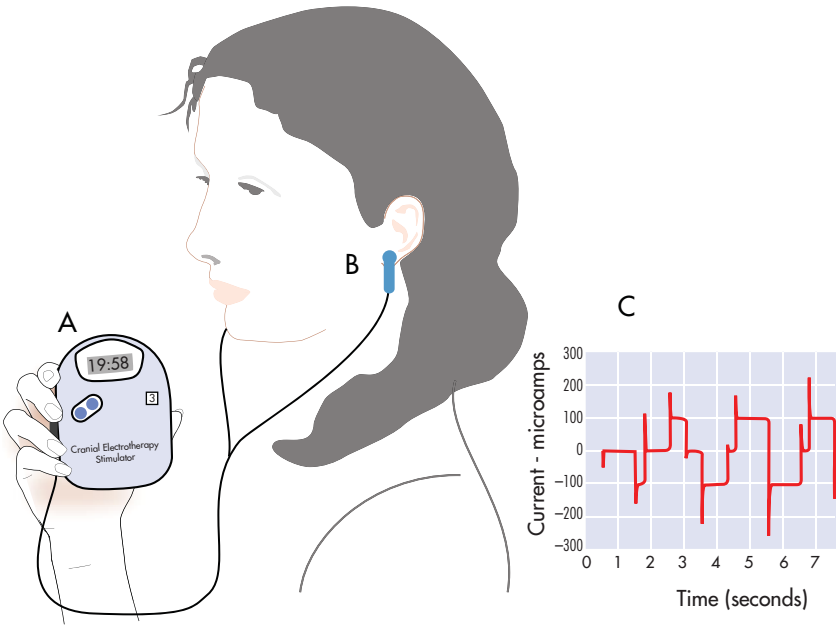 A
19:58
3
Cranial Electrotherapy
Stimulator
B
C
Current - microamps
300
200
100
0
−100
−200
−300
0 1 2 3 4 5 6 7
Time (seconds)